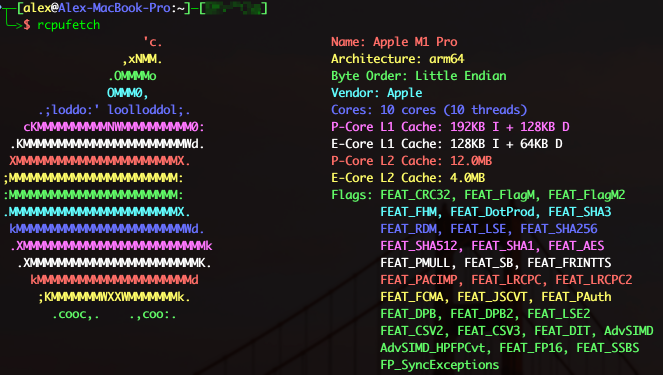 [alex@Alex-MacBook-Pro:~]-[
$ rcpufetch
'c.
,xNMM.
.OMMMMo
OMMM0,
.;loddo:' loolloddol;.
cKMMMMMMMMMMNWMMMMMMMMMM0:
.KMMMMMMMMMMMMMMMMMMMMMMMWd.
XMMMMMMMMMMMMMMMMMMMMMMMX.
;MMMMMMMMMMMMMMMMMMMMMMMM:
:MMMMMMMMMMMMMMMMMMMMMMMM:
.MMMMMMMMMMMMMMMMMMMMMMMMX.
kMMMMMMMMMMMMMMMMMMMMMMMMWd.
.XMMMMMMMMMMMMMMMMMMMMMMMMMMk
.XMMMMMMMMMMMMMMMMMMMMMMMMK.
kMMMMMMMMMMMMMMMMMMMMMMd
;KMMMMMMMWXXWMMMMMMMk.
.cooc,.    .,coo:.
Name: Apple M1 Pro
Architecture: arm64
Byte Order: Little Endian
Vendor: Apple
Cores: 10 cores (10 threads)
P-Core L1 Cache: 192KB I + 128KB D
E-Core L1 Cache: 128KB I + 64KB D
P-Core L2 Cache: 12.0MB
E-Core L2 Cache: 4.0MB
Flags: FEAT_CRC32, FEAT_FlagM, FEAT_FlagM2
FEAT_FHM, FEAT_DotProd, FEAT_SHA3
FEAT_RDM, FEAT_LSE, FEAT_SHA256
FEAT_SHA512, FEAT_SHA1, FEAT_AES
FEAT_PMULL, FEAT_SB, FEAT_FRINTTS
FEAT_PACIMP, FEAT_LRCPC, FEAT_LRCPC2
FEAT_FCMA, FEAT_JSCVT, FEAT_PAuth
FEAT_DPB, FEAT_DPB2, FEAT_LSE2
FEAT_CSV2, FEAT_CSV3, FEAT_DIT, AdvSIMD
AdvSIMD_HPFPCvt, FEAT_FP16, FEAT_SSBS
FP_SyncExceptions